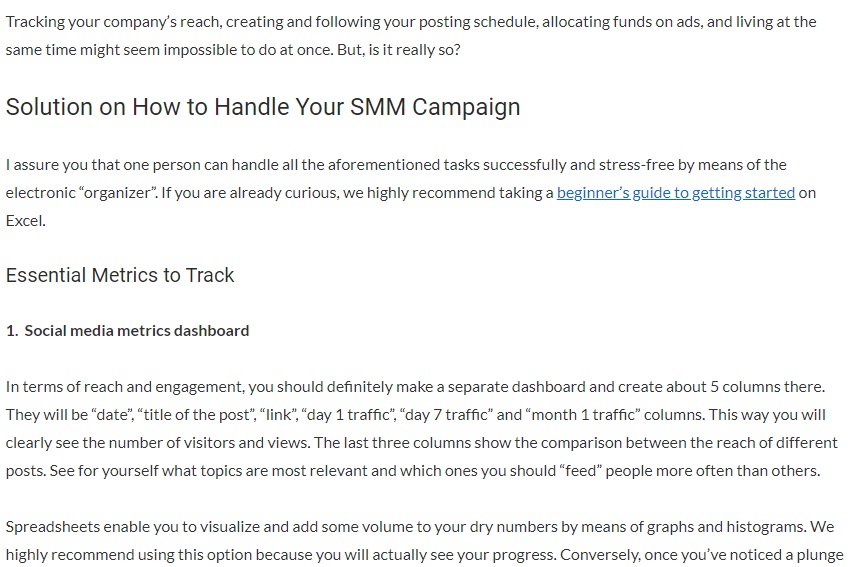 Tracking your company’s reach, creating and following your posting schedule, allocating funds on ads, and living at the
same time might seem impossible to do at once. But, is it really so?
Solution on How to Handle Your SMM Campaign
I assure you that one person can handle all the aforementioned tasks successfully and stress-free by means of the
electronic “organizer”. If you are already curious, we highly recommend taking a beginner’s guide to getting started on
Excel.
Essential Metrics to Track
1. Social media metrics dashboard
In terms of reach and engagement, you should definitely make a separate dashboard and create about 5 columns there.
They will be “date”, “title of the post”, “link”, “day 1 traffic”, “day 7 traffic” and “month 1 traffic” columns. This way you will
clearly see the number of visitors and views. The last three columns show the comparison between the reach of different
posts. See for yourself what topics are most relevant and which ones you should “feed” people more often than others.
Spreadsheets enable you to visualize and add some volume to your dry numbers by means of graphs and histograms. We
highly recommend using this option because you will actually see your progress. Conversely, once you’ve noticed a plunge